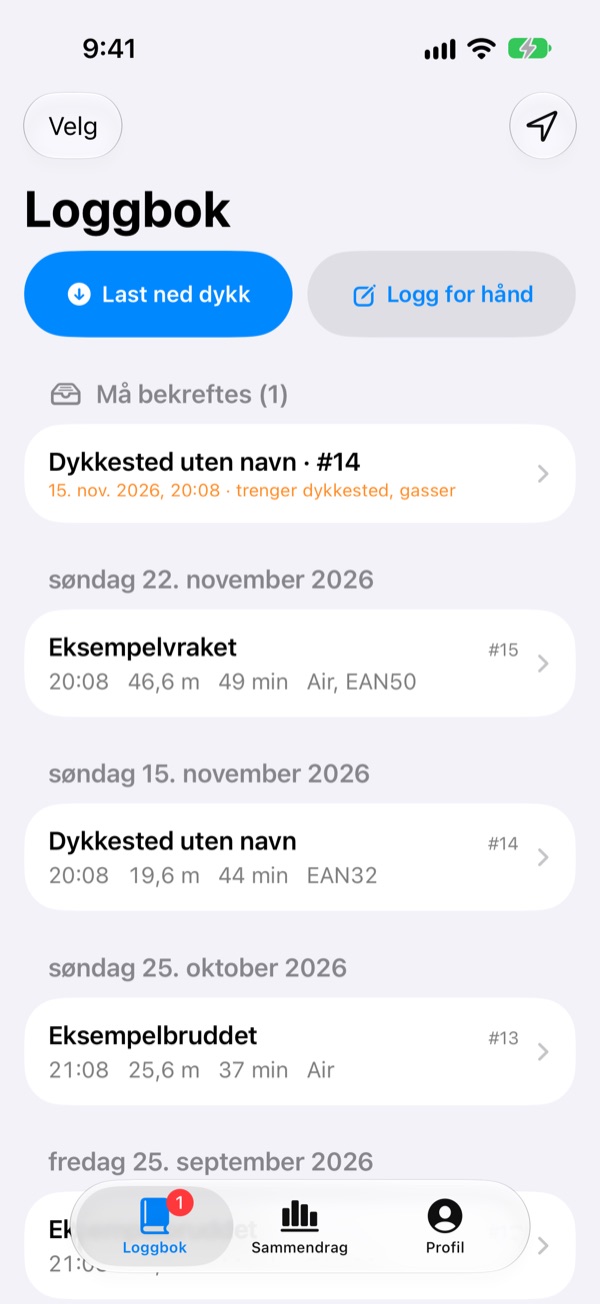 9:41
Velg
Loggbok
Last ned dykk
Logg for hånd
Må bekreftes (1)
Dykkested uten navn · #14
15. nov. 2026, 20:08 · trenger dykkested, gasser
søndag 22. november 2026
Eksempelvraket
#15
20:08 46,6 m 49 min Air, EAN50
søndag 15. november 2026
Dykkested uten navn
#14
20:08 19,6 m 44 min EAN32
søndag 25. oktober 2026
Eksempelbruddet
#13
21:08 25,6 m 37 min Air
fredag 25. september 2026
1
Loggbok
Sammendrag
Profil